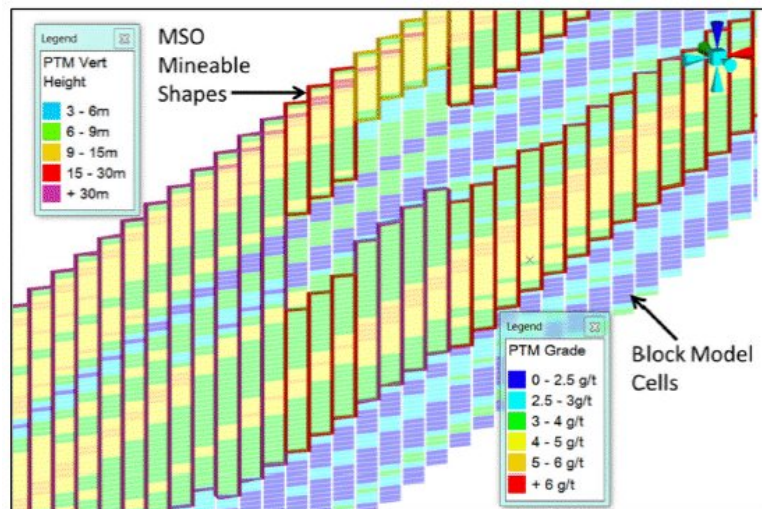 Legend
PTM Vert
Height
3 - 6m
6 - 9m
9 - 15m
15 - 30m
+ 30m
MSO
Mineable
Shapes
Legend
PTM Grade
0 - 2.5 g/t
2.5 - 3g/t
3 - 4 g/t
4 - 5 g/t
5 - 6 g/t
+ 6 g/t
Block Model
Cells